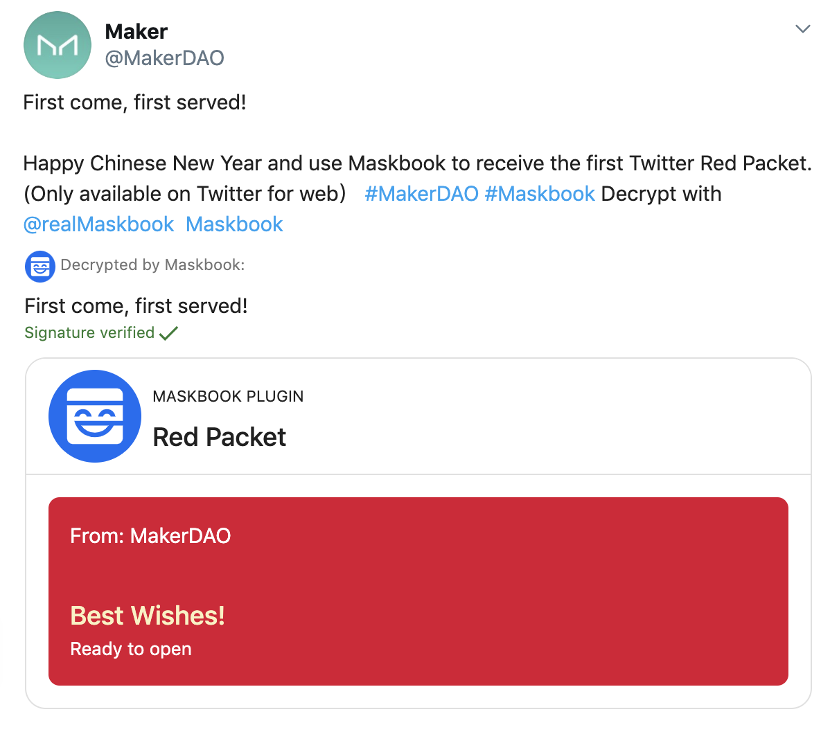 Maker
@MakerDAO
First come, first served!
Happy Chinese New Year and use Maskbook to receive the first Twitter Red Packet.
(Only available on Twitter for web)   #MakerDAO #Maskbook Decrypt with
@realMaskbook  Maskbook
Decrypted by Maskbook:
First come, first served!
Signature verified
MASKBOOK PLUGIN
Red Packet
From: MakerDAO
Best Wishes!
Ready to open